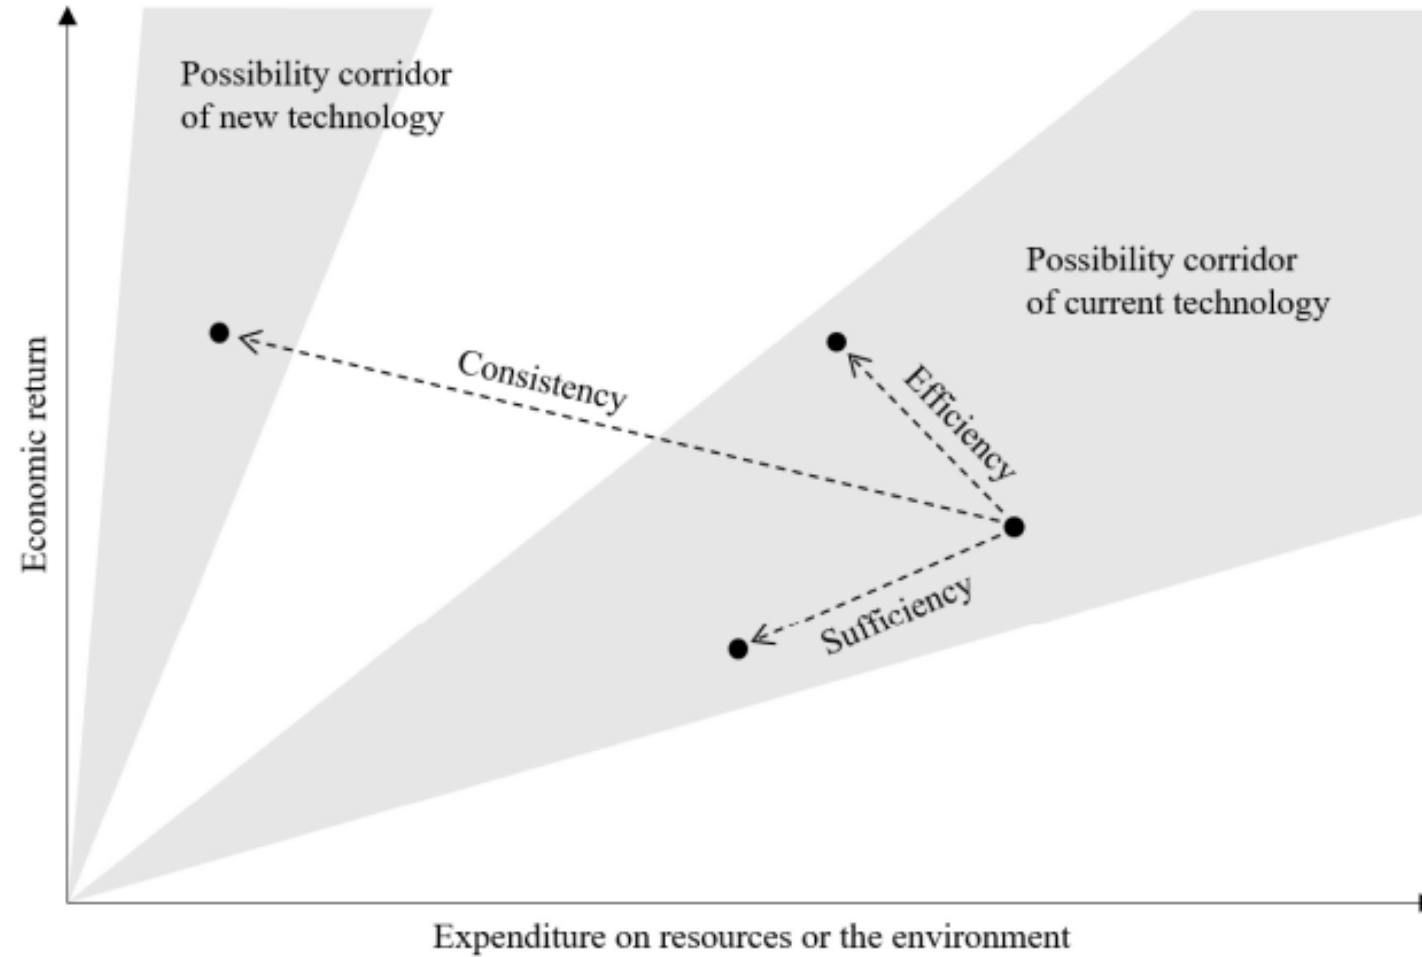 Possibility corridor
of new technology
Possibility corridor
of current technology
Consistency
Efficiency
Sufficiency
Economic return
Expenditure on resources or the environment